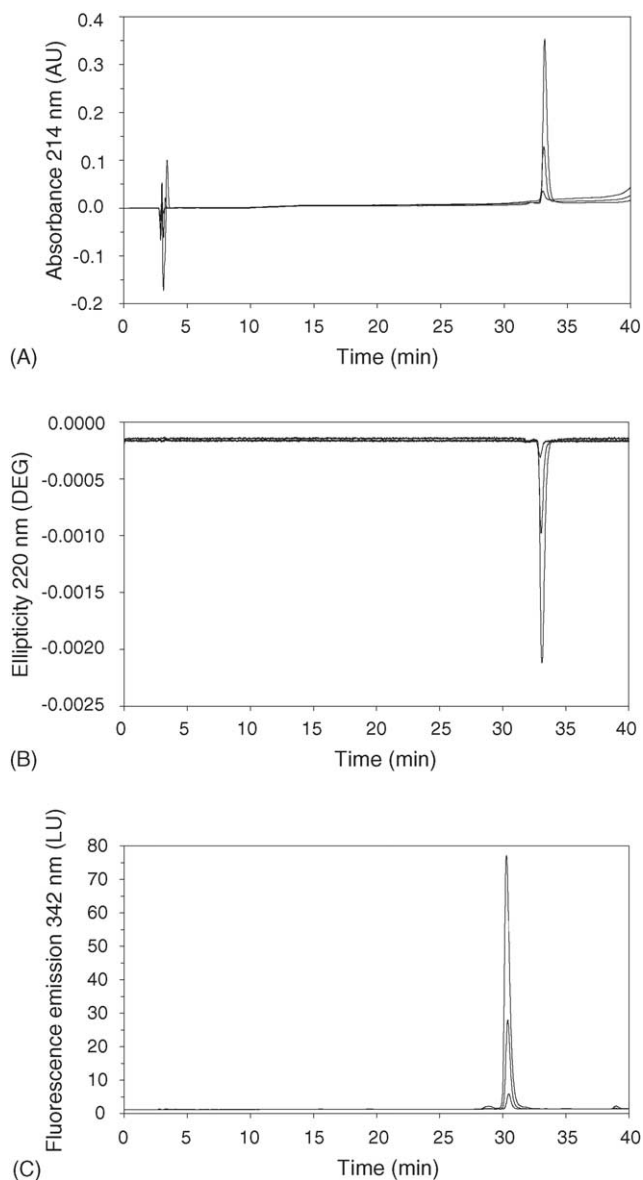 0.4
0.3
0.2
0.1
0.0
-0.1
-0.2
Absorbance 214 nm (AU)
0 5 10 15 20 25 30 35 40
Time (min)
(A)
0.0000
-0.0005
-0.0010
-0.0015
-0.0020
-0.0025
Ellipticity 220 nm (DEG)
0 5 10 15 20 25 30 35 40
Time (min)
(B)
80
70
60
50
40
30
20
10
0
Fluorescence emission 342 nm (LU)
0 5 10 15 20 25 30 35 40
Time (min)
(C)